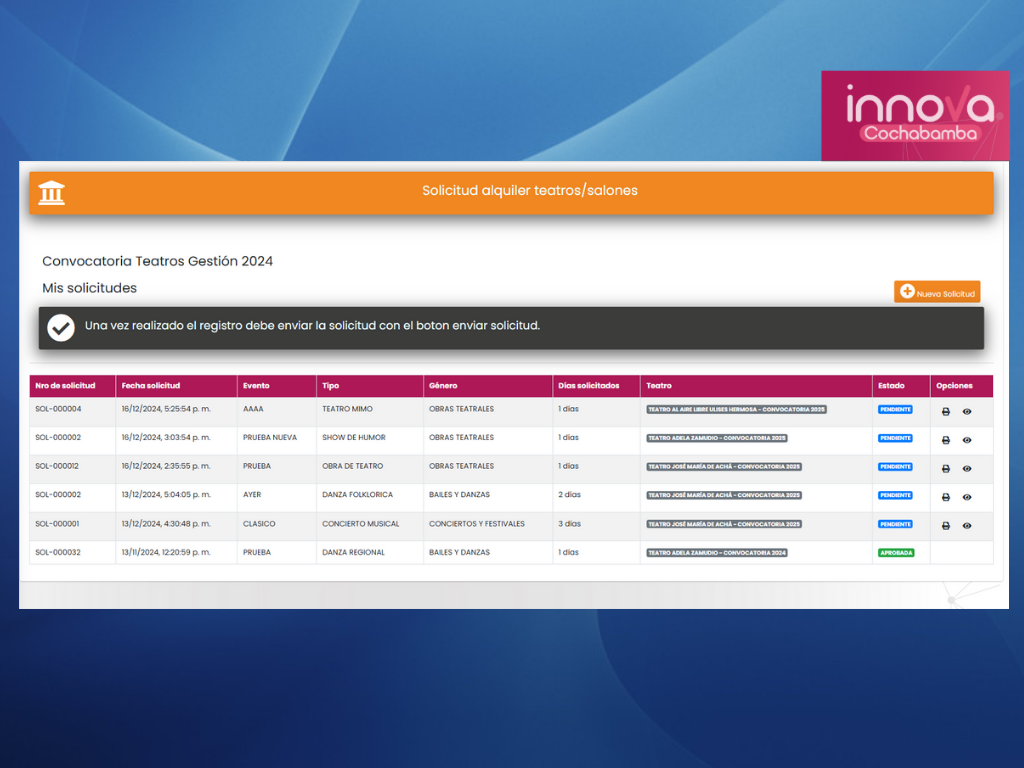 innova
Cochabamba
Solicitud alquiler teatros/salones
Convocatoria Teatros Gestión 2024
Mis solicitudes
Nueva Solicitud
Una vez realizado el registro debe enviar la solicitud con el boton enviar solicitud.
Nro de solicitud Fecha solicitud Evento Tipo Género Días solicitados Teatro Estado Opciones
SOL-000004 16/12/2024, 5:25:54 p. m. AAAA TEATRO MIMO OBRAS TEATRALES 1 días TEATRO AL AIRE LIBRE ULISES HERMOSA - CONVOCATORIA 2025 PENDIENTE
SOL-000002 16/12/2024, 3:03:54 p. m. PRUEBA NUEVA SHOW DE HUMOR OBRAS TEATRALES 1 días TEATRO ADELA ZAMUDIO - CONVOCATORIA 2025 PENDIENTE
SOL-000012 16/12/2024, 2:35:55 p. m. PRUEBA OBRA DE TEATRO OBRAS TEATRALES 1 días TEATRO JOSÉ MARÍA DE ACHÁ - CONVOCATORIA 2025 PENDIENTE
SOL-000002 13/12/2024, 5:04:05 p. m. AYER DANZA FOLKLORICA BAILES Y DANZAS 2 días TEATRO JOSÉ MARÍA DE ACHÁ - CONVOCATORIA 2025 PENDIENTE
SOL-000001 13/12/2024, 4:30:48 p. m. CLASICO CONCIERTO MUSICAL CONCIERTOS Y FESTIVALES 3 días TEATRO JOSÉ MARÍA DE ACHÁ - CONVOCATORIA 2025 PENDIENTE
SOL-000032 13/11/2024, 12:20:59 p. m. PRUEBA DANZA REGIONAL BAILES Y DANZAS 1 días TEATRO ADELA ZAMUDIO - CONVOCATORIA 2024 APROBADA